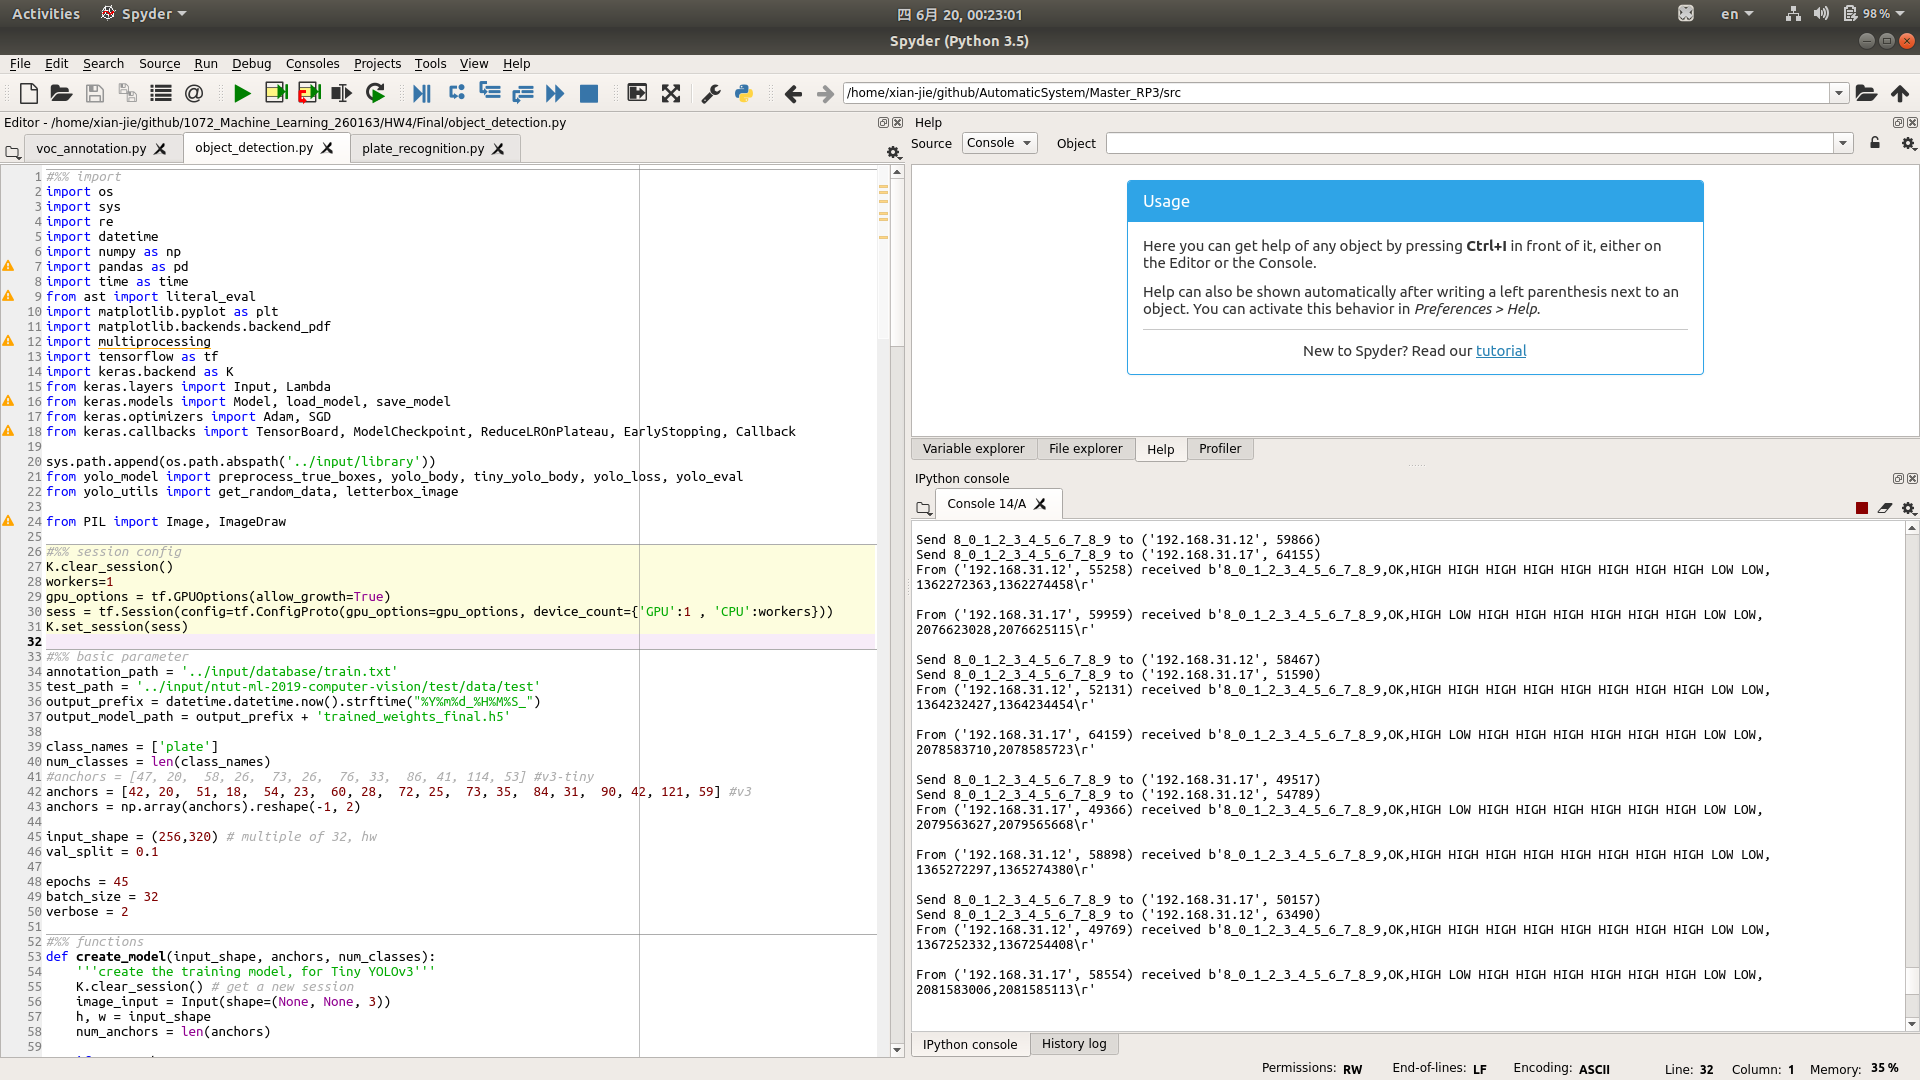 Activities
Spyder
四 6月 20, 00:23:01
en
98 %
Spyder (Python 3.5)
File Edit Search Source Run Debug Consoles Projects Tools View Help
/home/xian-jie/github/AutomaticSystem/Master_RP3/src
Editor - /home/xian-jie/github/1072_Machine_Learning_260163/HW4/Final/object_detection.py
voc_annotation.py
object_detection.py
plate_recognition.py
1 #%% import
2 import os
3 import sys
4 import re
5 import datetime
6 import numpy as np
7 import pandas as pd
8 import time as time
9 from ast import literal_eval
10 import matplotlib.pyplot as plt
11 import matplotlib.backends.backend_pdf
12 import multiprocessing
13 import tensorflow as tf
14 import keras.backend as K
15 from keras.layers import Input, Lambda
16 from keras.models import Model, load_model, save_model
17 from keras.optimizers import Adam, SGD
18 from keras.callbacks import TensorBoard, ModelCheckpoint, ReduceLROnPlateau, EarlyStopping, Callback
19
20 sys.path.append(os.path.abspath('../input/library'))
21 from yolo_model import preprocess_true_boxes, yolo_body, tiny_yolo_body, yolo_loss, yolo_eval
22 from yolo_utils import get_random_data, letterbox_image
23
24 from PIL import Image, ImageDraw
25
26 #%% session config
27 K.clear_session()
28 workers=1
29 gpu_options = tf.GPUOptions(allow_growth=True)
30 sess = tf.Session(config=tf.ConfigProto(gpu_options=gpu_options, device_count={'GPU':1 , 'CPU':workers}))
31 K.set_session(sess)
32
33 #%% basic parameter
34 annotation_path = '../input/database/train.txt'
35 test_path = '../input/ntut-ml-2019-computer-vision/test/data/test'
36 output_prefix = datetime.datetime.now().strftime("%Y%m%d_%H%M%S_")
37 output_model_path = output_prefix + 'trained_weights_final.h5'
38
39 class_names = ['plate']
40 num_classes = len(class_names)
41 #anchors = [47, 20,  58, 26,  73, 26,  76, 33,  86, 41, 114, 53] #v3-tiny
42 anchors = [42, 20,  51, 18,  54, 23,  60, 28,  72, 25,  73, 35,  84, 31,  90, 42, 121, 59] #v3
43 anchors = np.array(anchors).reshape(-1, 2)
44
45 input_shape = (256,320) # multiple of 32, hw
46 val_split = 0.1
47
48 epochs = 45
49 batch_size = 32
50 verbose = 2
51
52 #%% functions
53 def create_model(input_shape, anchors, num_classes):
54     '''create the training model, for Tiny YOLOv3'''
55     K.clear_session() # get a new session
56     image_input = Input(shape=(None, None, 3))
57     h, w = input_shape
58     num_anchors = len(anchors)
59
Help
Source Console Object
Usage
Here you can get help of any object by pressing Ctrl+I in front of it, either on
the Editor or the Console.
Help can also be shown automatically after writing a left parenthesis next to an
object. You can activate this behavior in Preferences > Help.
New to Spyder? Read our tutorial
Variable explorer File explorer Help Profiler
IPython console
Console 14/A
Send 8_0_1_2_3_4_5_6_7_8_9 to ('192.168.31.12', 59866)
Send 8_0_1_2_3_4_5_6_7_8_9 to ('192.168.31.17', 64155)
From ('192.168.31.12', 55258) received b'8_0_1_2_3_4_5_6_7_8_9,OK,HIGH HIGH HIGH HIGH HIGH HIGH HIGH HIGH LOW LOW,
1362272363,1362274458\r'
From ('192.168.31.17', 59959) received b'8_0_1_2_3_4_5_6_7_8_9,OK,HIGH LOW HIGH HIGH HIGH HIGH HIGH HIGH LOW LOW,
2076623028,2076625115\r'
Send 8_0_1_2_3_4_5_6_7_8_9 to ('192.168.31.12', 58467)
Send 8_0_1_2_3_4_5_6_7_8_9 to ('192.168.31.17', 51590)
From ('192.168.31.12', 52131) received b'8_0_1_2_3_4_5_6_7_8_9,OK,HIGH HIGH HIGH HIGH HIGH HIGH HIGH HIGH LOW LOW,
1364232427,1364234454\r'
From ('192.168.31.17', 64159) received b'8_0_1_2_3_4_5_6_7_8_9,OK,HIGH LOW HIGH HIGH HIGH HIGH HIGH HIGH LOW LOW,
2078583710,2078585723\r'
Send 8_0_1_2_3_4_5_6_7_8_9 to ('192.168.31.17', 49517)
Send 8_0_1_2_3_4_5_6_7_8_9 to ('192.168.31.12', 54789)
From ('192.168.31.17', 49366) received b'8_0_1_2_3_4_5_6_7_8_9,OK,HIGH LOW HIGH HIGH HIGH HIGH HIGH HIGH LOW LOW,
2079563627,2079565668\r'
From ('192.168.31.12', 58898) received b'8_0_1_2_3_4_5_6_7_8_9,OK,HIGH HIGH HIGH HIGH HIGH HIGH HIGH HIGH LOW LOW,
1365272297,1365274380\r'
Send 8_0_1_2_3_4_5_6_7_8_9 to ('192.168.31.17', 50157)
Send 8_0_1_2_3_4_5_6_7_8_9 to ('192.168.31.12', 63490)
From ('192.168.31.12', 49769) received b'8_0_1_2_3_4_5_6_7_8_9,OK,HIGH HIGH HIGH HIGH HIGH HIGH HIGH HIGH LOW LOW,
1367252332,1367254408\r'
From ('192.168.31.17', 58554) received b'8_0_1_2_3_4_5_6_7_8_9,OK,HIGH LOW HIGH HIGH HIGH HIGH HIGH HIGH LOW LOW,
2081583006,2081585113\r'
IPython console History log
Permissions: RW End-of-lines: LF Encoding: ASCII Line: 32 Column: 1 Memory: 35 %